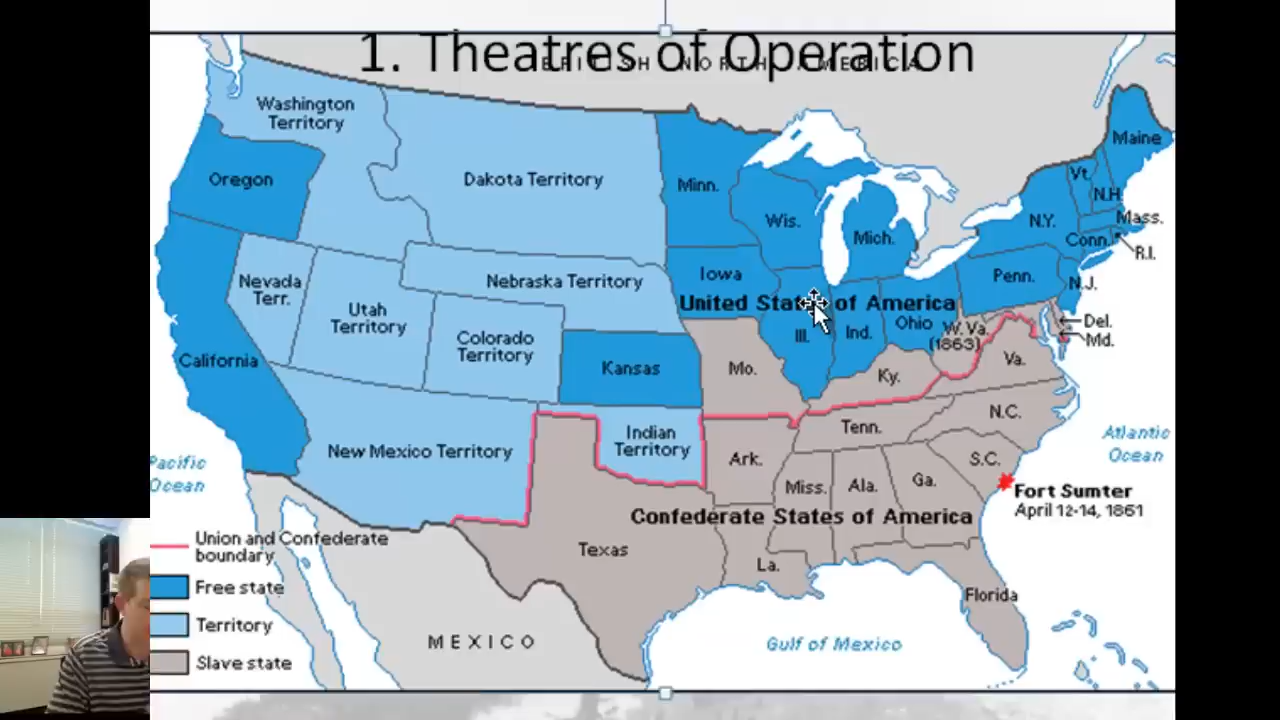 1. Theatres of Operation
BRITISH NORTH AMERICA
Washington
Territory
Maine
Oregon
Dakota Territory
Minn.
Vt.
N.H.
Wis.
N.Y.
Mass.
Mich.
Conn.
R.I.
Nevada
Terr.
Nebraska Territory
Iowa
Penn.
N.J.
Utah
Territory
United States of America
Colorado
Territory
Ill.
Ind.
Ohio
W. Va.
(1863)
Del.
Md.
California
Kansas
Mo.
Ky.
Va.
New Mexico Territory
Indian
Territory
Tenn.
N.C.
Atlantic
Ocean
Pacific
Ocean
Ark.
Miss.
Ala.
Ga.
S.C.
Fort Sumter
April 12-14, 1861
Confederate States of America
Texas
La.
Florida
MEXICO
Gulf of Mexico
Union and Confederate
boundary
Free state
Territory
Slave state